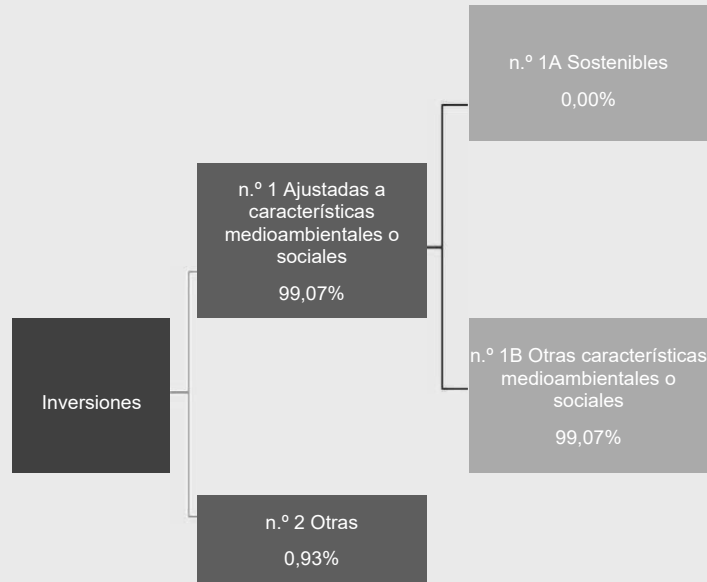 n.º 1A Sostenibles
0,00%
n.º 1 Ajustadas a
características
medioambientales o
sociales
99,07%
Inversiones
n.º 1B Otras características
medioambientales o
sociales
99,07%
n.º 2 Otras
0,93%